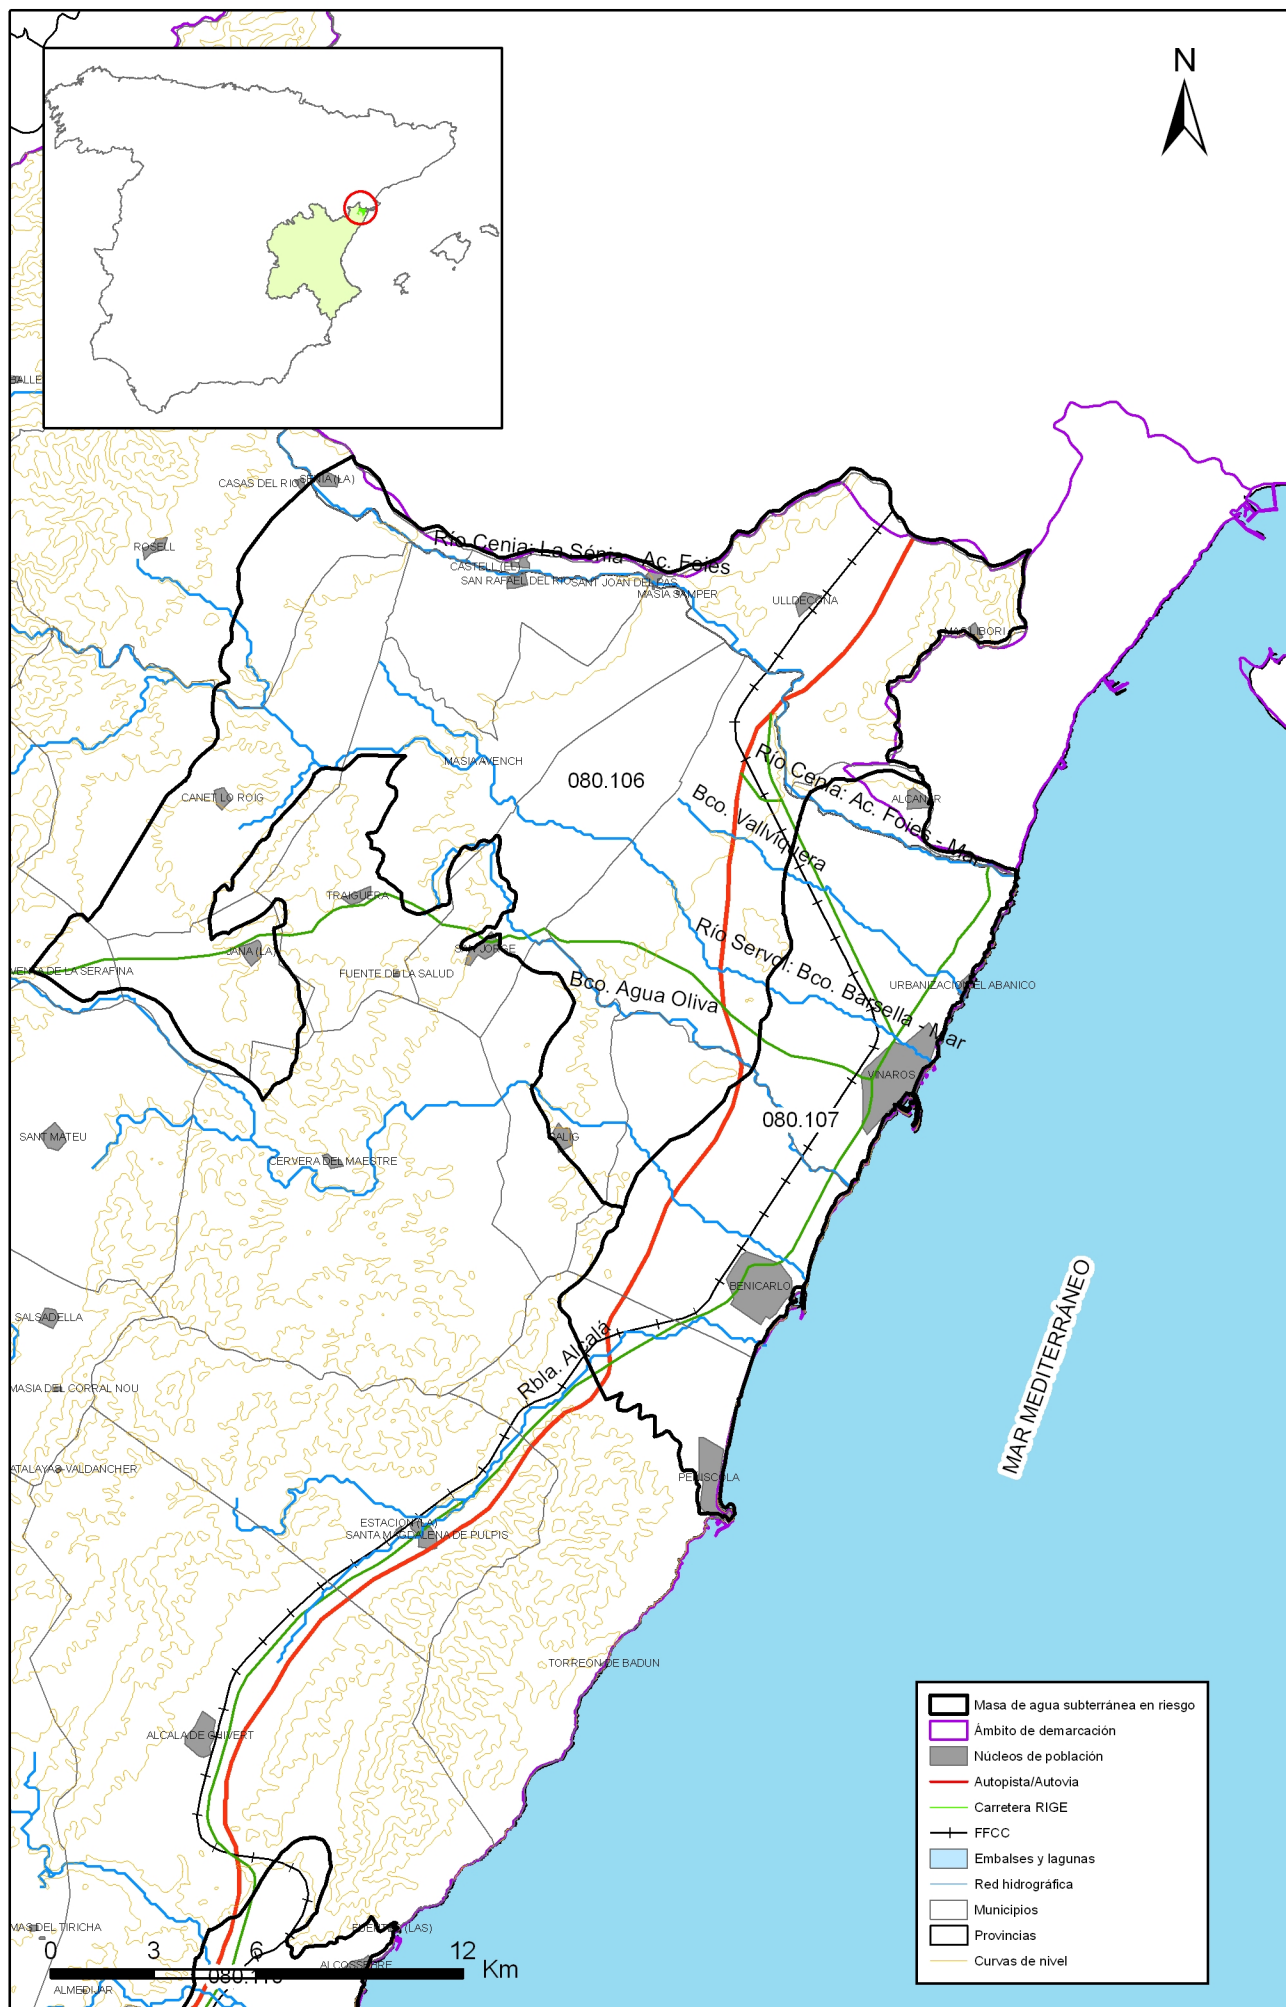 N
CASAS DEL RIO
SENIA (LA)
ROSELL
Río Cenia: La Sénia - Ac. Foies
CASTELL (EL)
SAN RAFAEL DEL RIO
SANT JOAN DEL PAS
MASIA SAMPER
ULLDECONA
MASIA AVENCH
080.106
CANET LO ROIG
Río Cenia: Ac. Foies - Mar
ALCANAR
Bco. Vallviquera
TRAIGUERA
JANA (LA)
SAN JORGE
VENTA DE LA SERAFINA
FUENTE DE LA SALUD
Río Servol: Bco. Barsella - Mar
Bco. Agua Oliva
URBANIZACION EL ABANICO
VINAROS
080.107
SANT MATEU
CALIG
CERVERA DEL MAESTRE
BENICARLO
SALSADELLA
Rbla. Alcalá
MAR MEDITERRÁNEO
MASIA DEL CORRAL NOU
ATALAYAS-VALDANCHER
PEÑISCOLA
ESTACION (LA)
SANTA MAGDALENA DE PULPIS
TORREON DE BADUN
ALCALA DE CHIVERT
Masa de agua subterránea en riesgo
Ámbito de demarcación
Núcleos de población
Autopista/Autovia
Carretera RIGE
FFCC
Embalses y lagunas
Red hidrográfica
Municipios
Provincias
Curvas de nivel
MAS DEL TIRICHA
FUENTES (LAS)
0 3 6 12 Km
ALCOSSEBRE
080.110
ALMEDIJAR